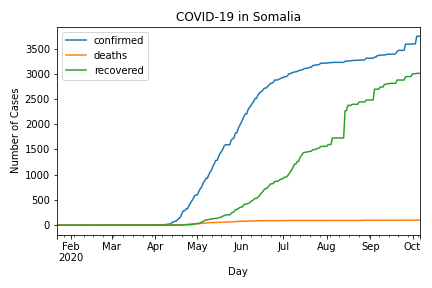 COVID-19 in Somalia
confirmed
deaths
recovered
Number of Cases
3500
3000
2500
2000
1500
1000
500
0
Feb Mar Apr May Jun Jul Aug Sep Oct
2020
Day